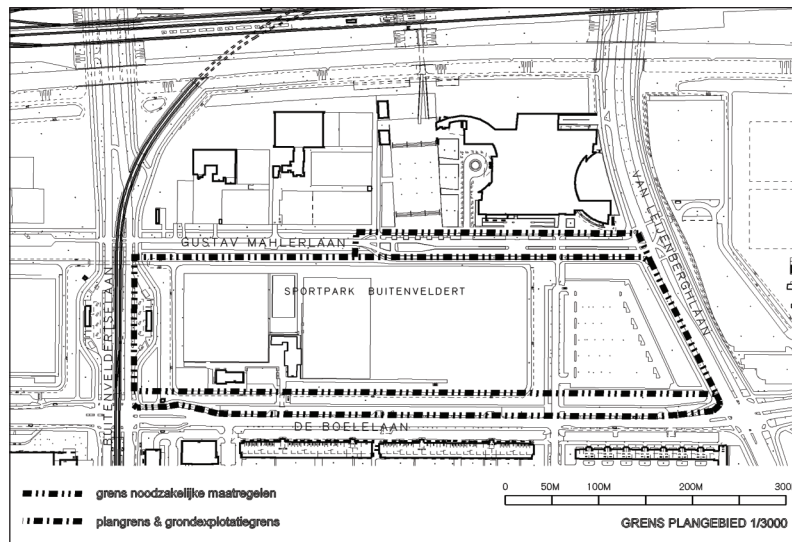 GUSTAV MAHLERLAAN
VAN LEIJENBERGHLAAN
BUITENVELDERTSELAAN
SPORTPARK BUITENVELDERT
DE BOELELAAN
grens noodzakelijke maatregelen
plangrens & grondexplotatiegrens
0 50M 100M 200M 300
GRENS PLANGEBIED 1/3000